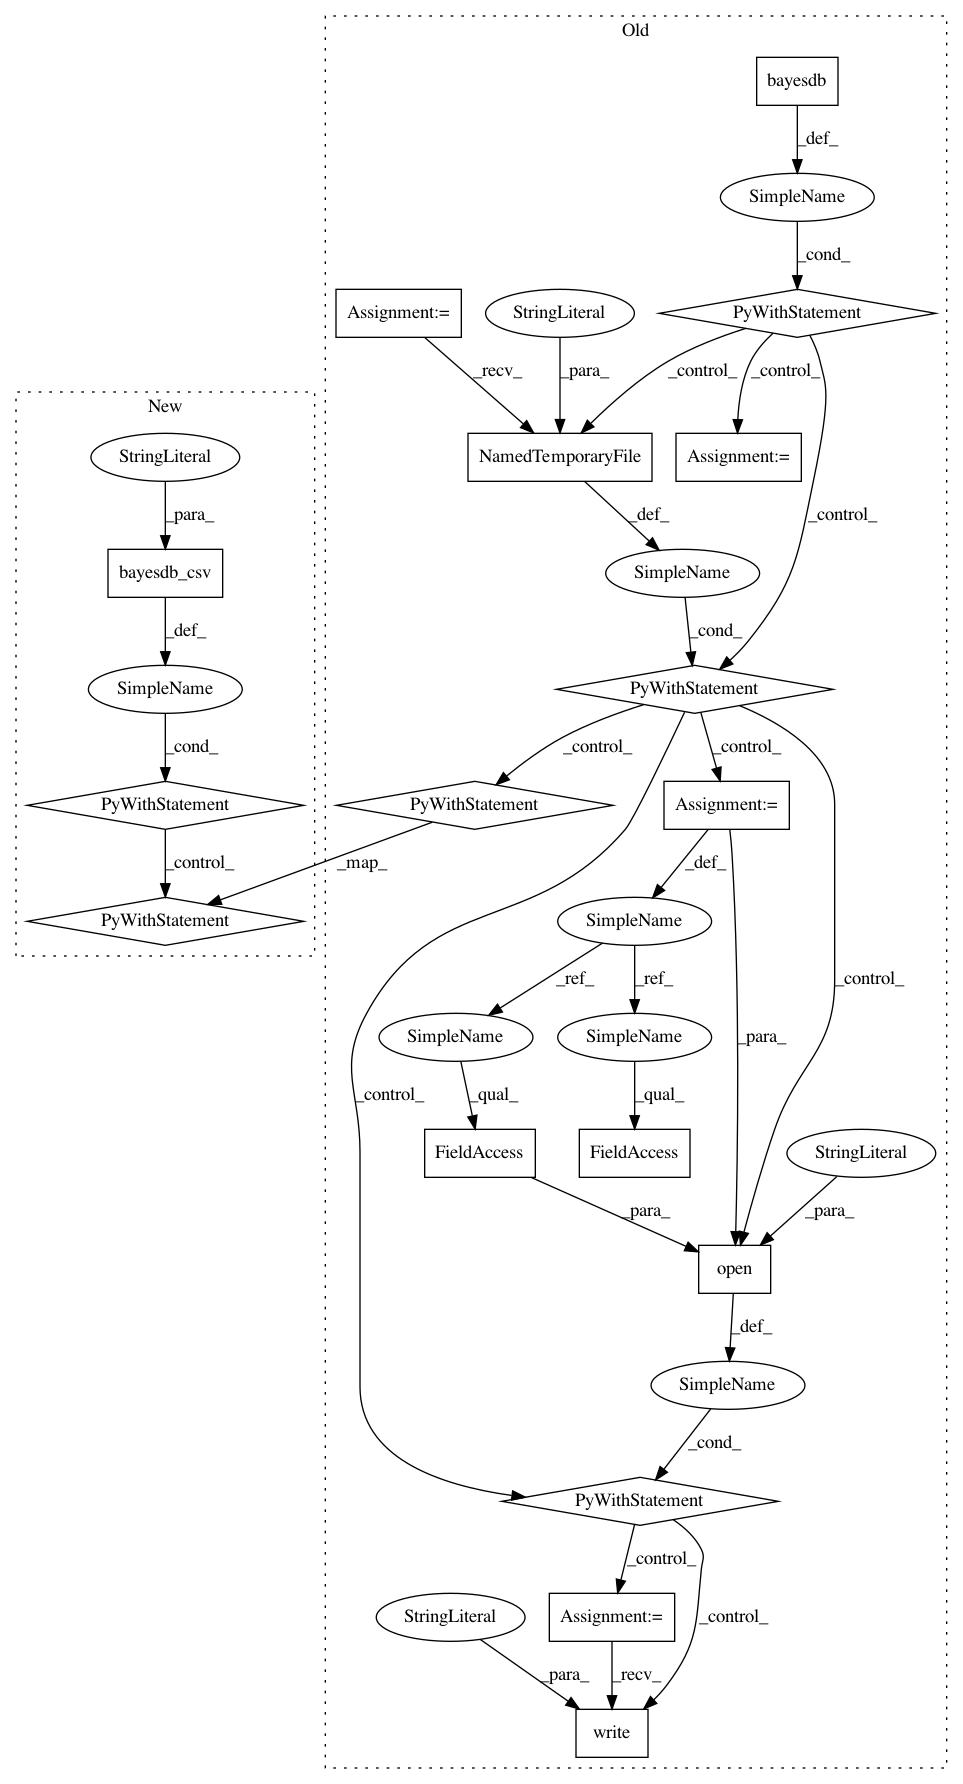 Old
bayesdb
_def_
SimpleName
_cond_
Assignment:=
StringLiteral
PyWithStatement
_recv_
_para_
_control_
_control_
New
StringLiteral
NamedTemporaryFile
Assignment:=
_para_
_def_
_control_
bayesdb_csv
SimpleName
_def_
_cond_
SimpleName
PyWithStatement
_cond_
_control_
_control_
PyWithStatement
PyWithStatement
Assignment:=
_control_
_map_
_def_
PyWithStatement
SimpleName
_ref_
_ref_
_control_
SimpleName
SimpleName
_para_
_control_
_qual_
_qual_
FieldAccess
FieldAccess
StringLiteral
_para_
_para_
open
_def_
SimpleName
_cond_
PyWithStatement
_control_
StringLiteral
Assignment:=
_control_
_para_
_recv_
write